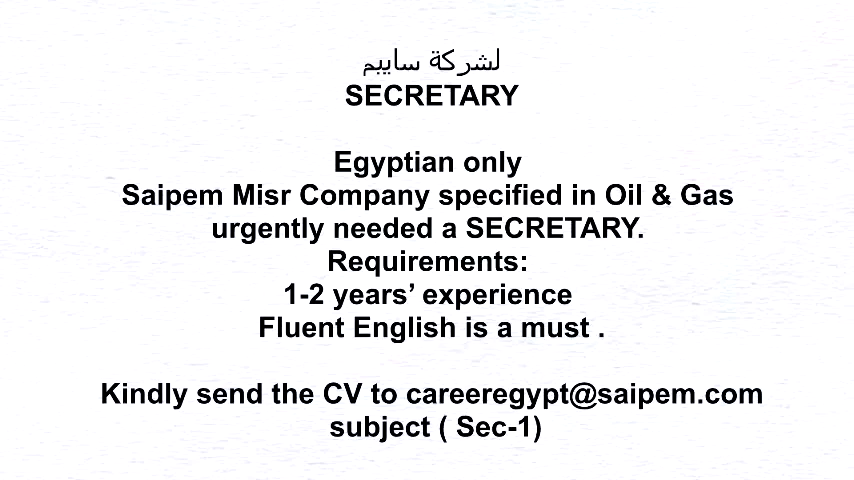 لشركة سايبم
SECRETARY
Egyptian only
Saipem Misr Company specified in Oil & Gas
urgently needed a SECRETARY.
Requirements:
1-2 years’ experience
Fluent English is a must .
Kindly send the CV to careeregypt@saipem.com
subject ( Sec-1)